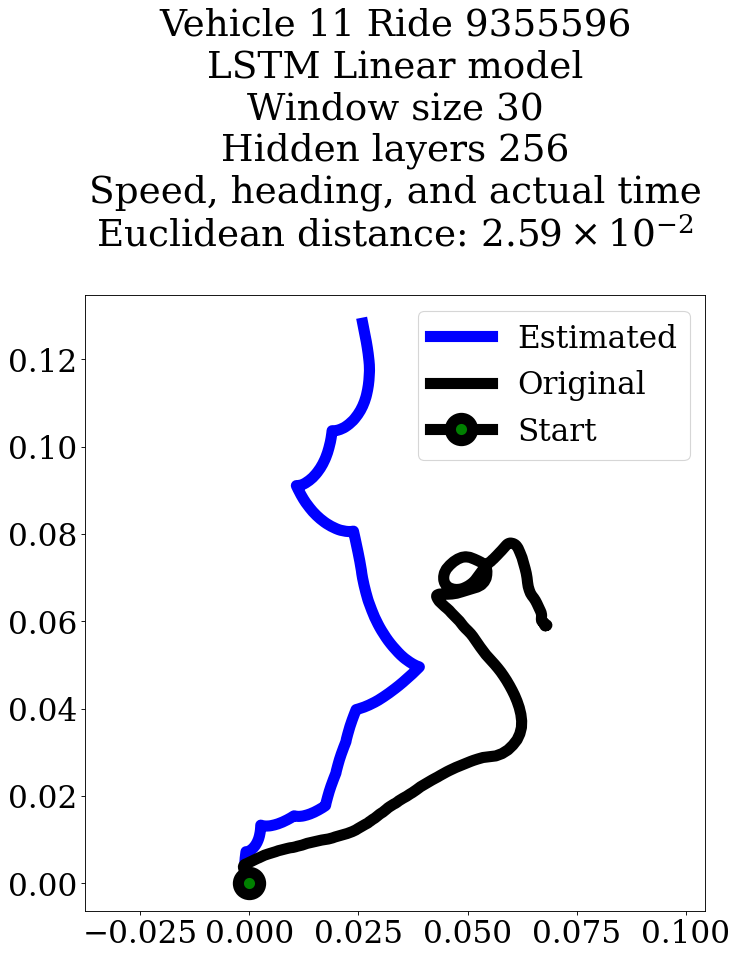 Vehicle 11 Ride 9355596
LSTM Linear model
Window size 30
Hidden layers 256
Speed, heading, and actual time
Euclidean distance: 2.59 × 10⁻²
Estimated
Original
Start
0.12
0.10
0.08
0.06
0.04
0.02
0.00
−0.025 0.000 0.025 0.050 0.075 0.100